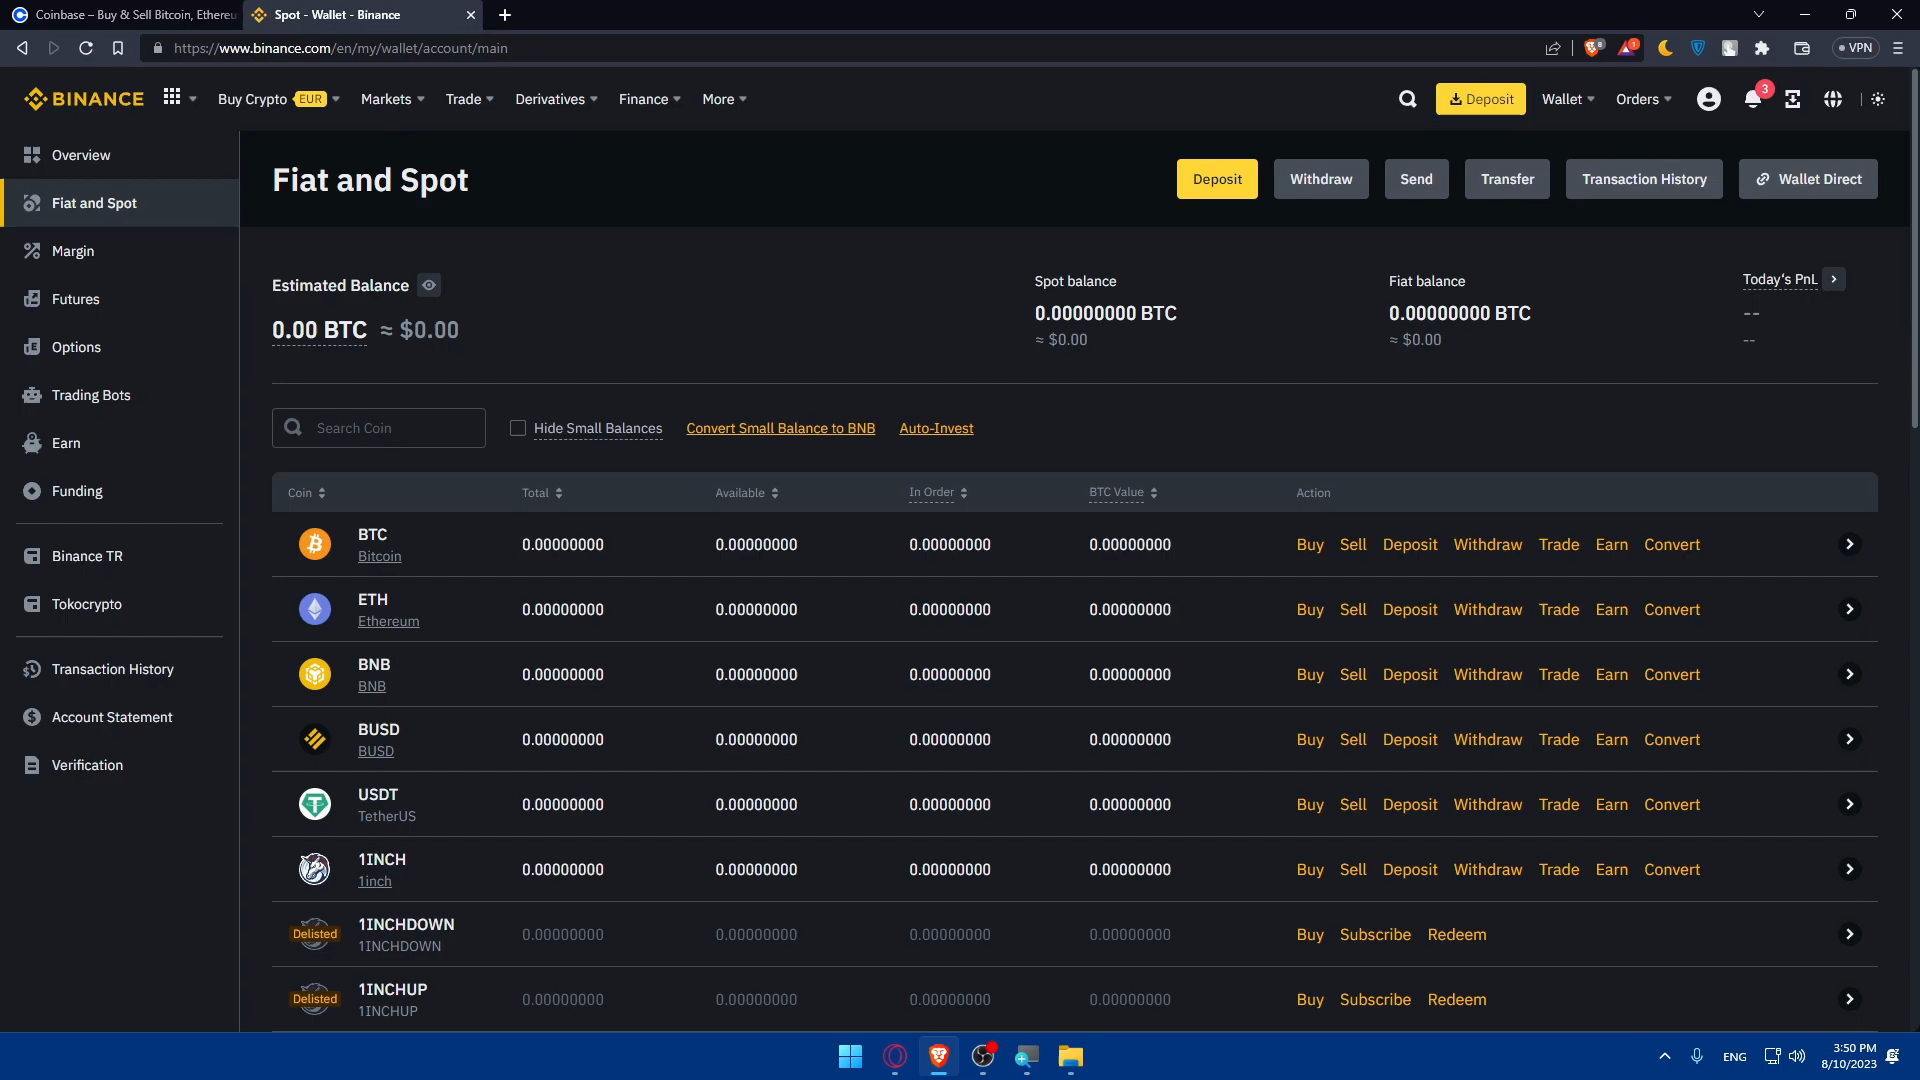 Coinbase – Buy & Sell Bitcoin, Ethereu
Spot - Wallet - Binance
https://www.binance.com/en/my/wallet/account/main
8
1
VPN
BINANCE
Buy Crypto EUR
Markets
Trade
Derivatives
Finance
More
Deposit
Wallet
Orders
3
Overview
Fiat and Spot
Margin
Futures
Options
Trading Bots
Earn
Funding
Binance TR
Tokocrypto
Transaction History
Account Statement
Verification
Fiat and Spot
Deposit
Withdraw
Send
Transfer
Transaction History
Wallet Direct
Estimated Balance
0.00 BTC ≈ $0.00
Spot balance
0.00000000 BTC
≈ $0.00
Fiat balance
0.00000000 BTC
≈ $0.00
Today's PnL
--
--
Search Coin
Hide Small Balances
Convert Small Balance to BNB
Auto-Invest
Coin Total Available In Order BTC Value Action
BTC
Bitcoin
0.00000000 0.00000000 0.00000000 0.00000000 Buy Sell Deposit Withdraw Trade Earn Convert
ETH
Ethereum
0.00000000 0.00000000 0.00000000 0.00000000 Buy Sell Deposit Withdraw Trade Earn Convert
BNB
BNB
0.00000000 0.00000000 0.00000000 0.00000000 Buy Sell Deposit Withdraw Trade Earn Convert
BUSD
BUSD
0.00000000 0.00000000 0.00000000 0.00000000 Buy Sell Deposit Withdraw Trade Earn Convert
USDT
TetherUS
0.00000000 0.00000000 0.00000000 0.00000000 Buy Sell Deposit Withdraw Trade Earn Convert
1INCH
1inch
0.00000000 0.00000000 0.00000000 0.00000000 Buy Sell Deposit Withdraw Trade Earn Convert
Delisted
1INCHDOWN
1INCHDOWN
0.00000000 0.00000000 0.00000000 0.00000000 Buy Subscribe Redeem
Delisted
1INCHUP
1INCHUP
0.00000000 0.00000000 0.00000000 0.00000000 Buy Subscribe Redeem
ENG
3:50 PM
8/10/2023